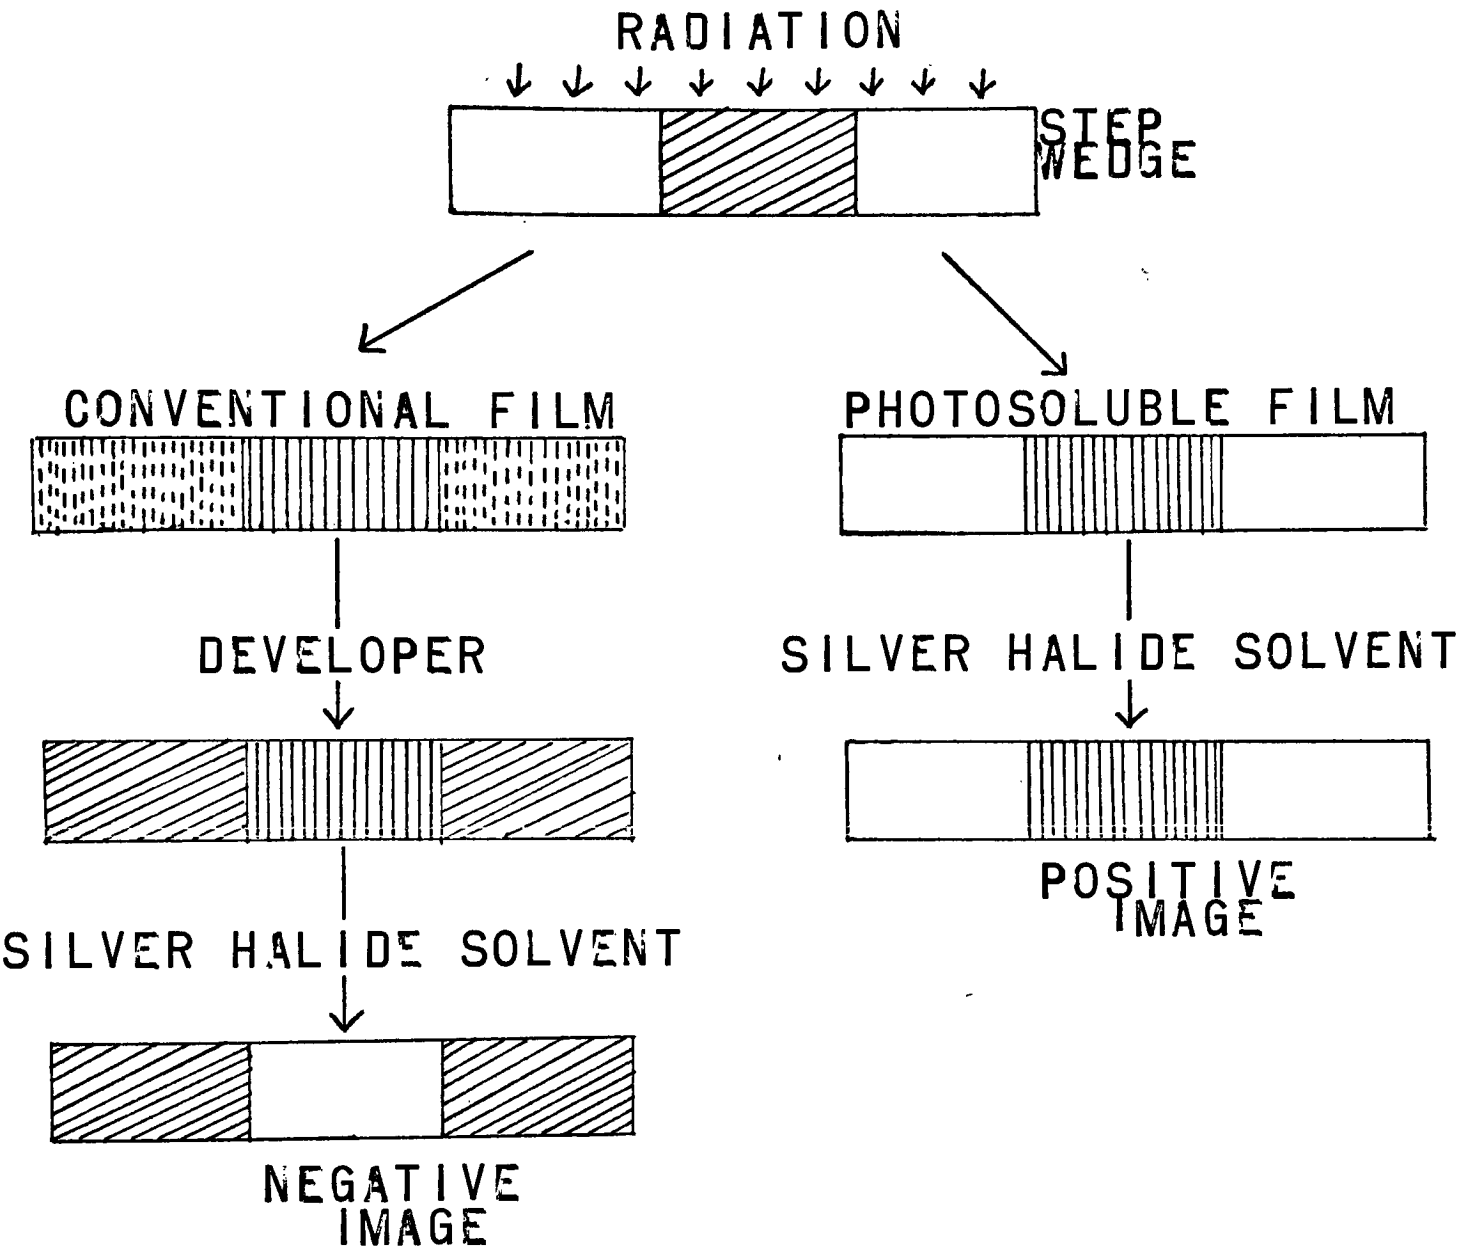 RADIATION
STEP
WEDGE
CONVENTIONAL FILM
PHOTOSOLUBLE FILM
DEVELOPER
SILVER HALIDE SOLVENT
POSITIVE
IMAGE
SILVER HALIDE SOLVENT
NEGATIVE
IMAGE